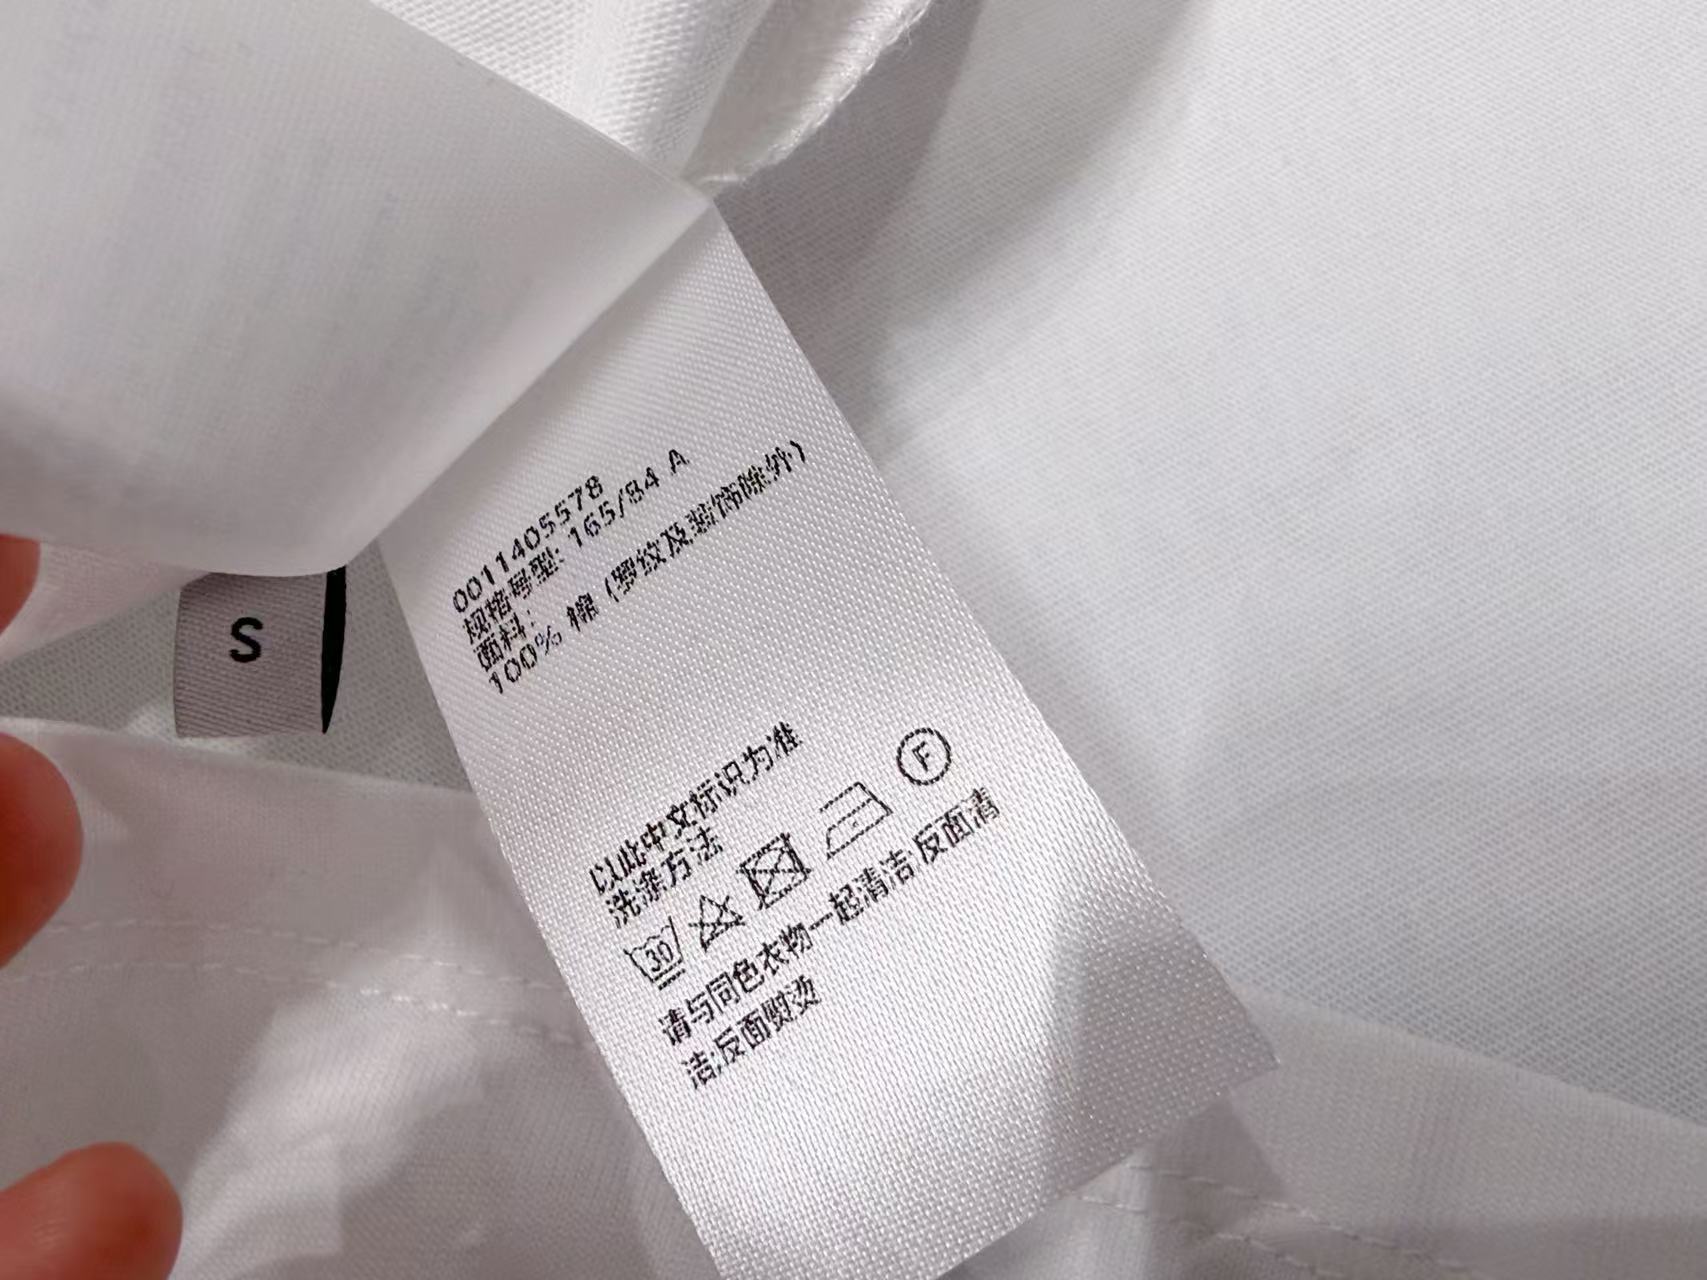 0011405578
规格号型: 165/84 A
面料:
100% 棉 (罗纹及装饰除外)
以此中文标识为准
洗涤方法
30
F
请与同色衣物一起清洁;反面清
洁;反面熨烫
S